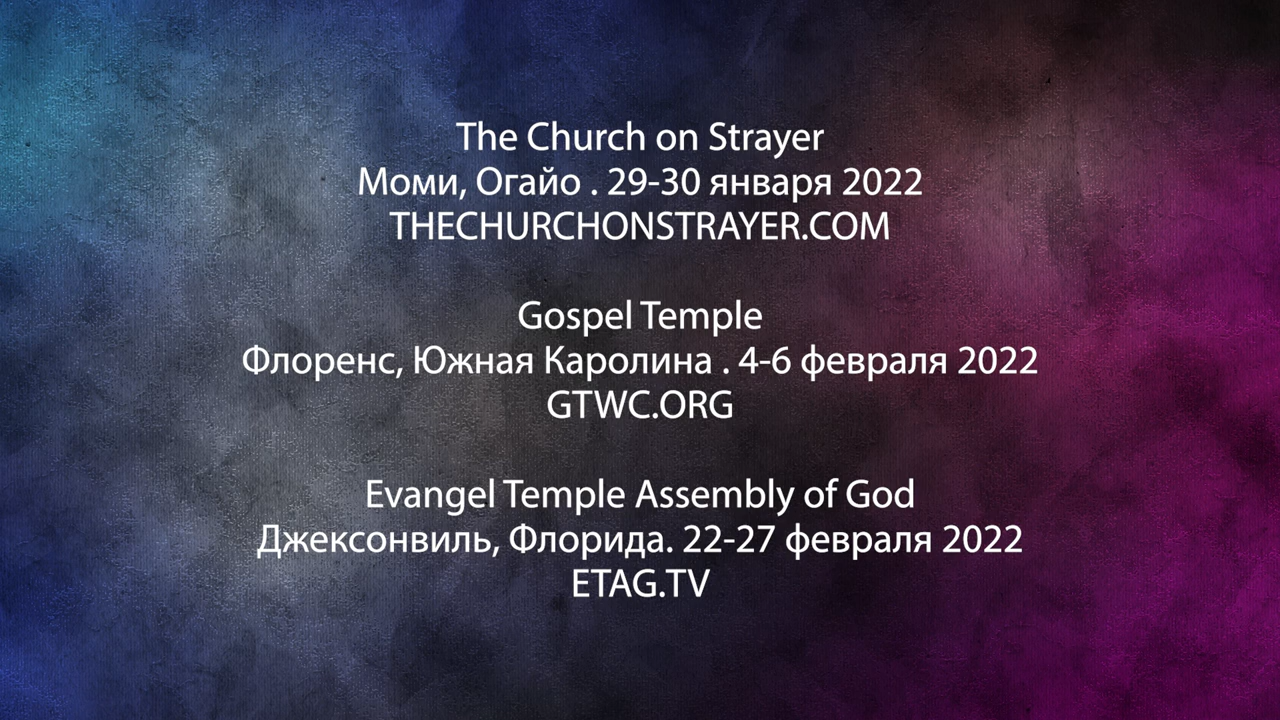 The Church on Strayer
Моми, Огайо . 29-30 января 2022
THECHURCHONSTRAYER.COM
Gospel Temple
Флоренс, Южная Каролина . 4-6 февраля 2022
GTWC.ORG
Evangel Temple Assembly of God
Джексонвиль, Флорида. 22-27 февраля 2022
ETAG.TV